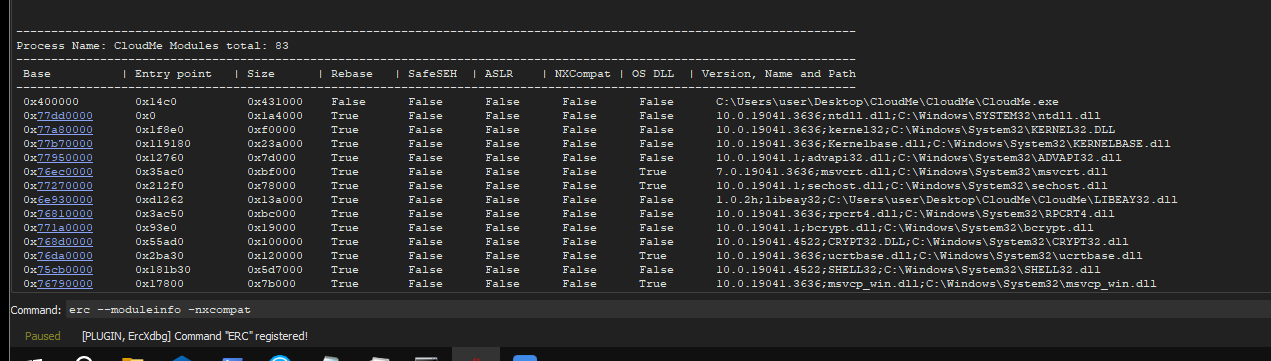 Process Name: CloudMe Modules total: 83
Base | Entry point | Size | Rebase | SafeSEH | ASLR | NXCompat | OS DLL | Version, Name and Path
0x400000 0x14c0 0x431000 False False False False False C:\Users\user\Desktop\CloudMe\CloudMe\CloudMe.exe
0x77dd0000 0x0 0x1a4000 True False False False False 10.0.19041.3636;ntdll.dll;C:\Windows\SYSTEM32\ntdll.dll
0x77a80000 0x1f8e0 0xf0000 True False False False False 10.0.19041.3636;kernel32;C:\Windows\System32\KERNEL32.DLL
0x77b70000 0x119180 0x23a000 True False False False False 10.0.19041.3636;Kernelbase.dll;C:\Windows\System32\KERNELBASE.dll
0x77950000 0x12760 0x7d000 True False False False False 10.0.19041.1;advapi32.dll;C:\Windows\System32\ADVAPI32.dll
0x76ec0000 0x35ac0 0xbf000 True False False False True 7.0.19041.3636;msvcrt.dll;C:\Windows\System32\msvcrt.dll
0x77270000 0x212f0 0x78000 True False False False True 10.0.19041.1;sechost.dll;C:\Windows\System32\sechost.dll
0x6e930000 0xd1262 0x13a000 True False False False False 1.0.2h;libeay32;C:\Users\user\Desktop\CloudMe\CloudMe\LIBEAY32.dll
0x76810000 0x3ac50 0xbc000 True False False False False 10.0.19041.3636;rpcrt4.dll;C:\Windows\System32\RPCRT4.dll
0x771a0000 0x93e0 0x19000 True False False False False 10.0.19041.1;bcrypt.dll;C:\Windows\System32\bcrypt.dll
0x768d0000 0x55ad0 0x100000 True False False False False 10.0.19041.4522;CRYPT32.DLL;C:\Windows\System32\CRYPT32.dll
0x76da0000 0x2ba30 0x120000 True False False False True 10.0.19041.3636;ucrtbase.dll;C:\Windows\System32\ucrtbase.dll
0x75cb0000 0x181b30 0x5d7000 True False False False False 10.0.19041.4522;SHELL32;C:\Windows\System32\SHELL32.dll
0x76790000 0x17800 0x7b000 True False False False True 10.0.19041.3636;msvcp_win.dll;C:\Windows\System32\msvcp_win.dll
Command: erc --moduleinfo -nxcompat
Paused [PLUGIN, ErcXdbg] Command "ERC" registered!